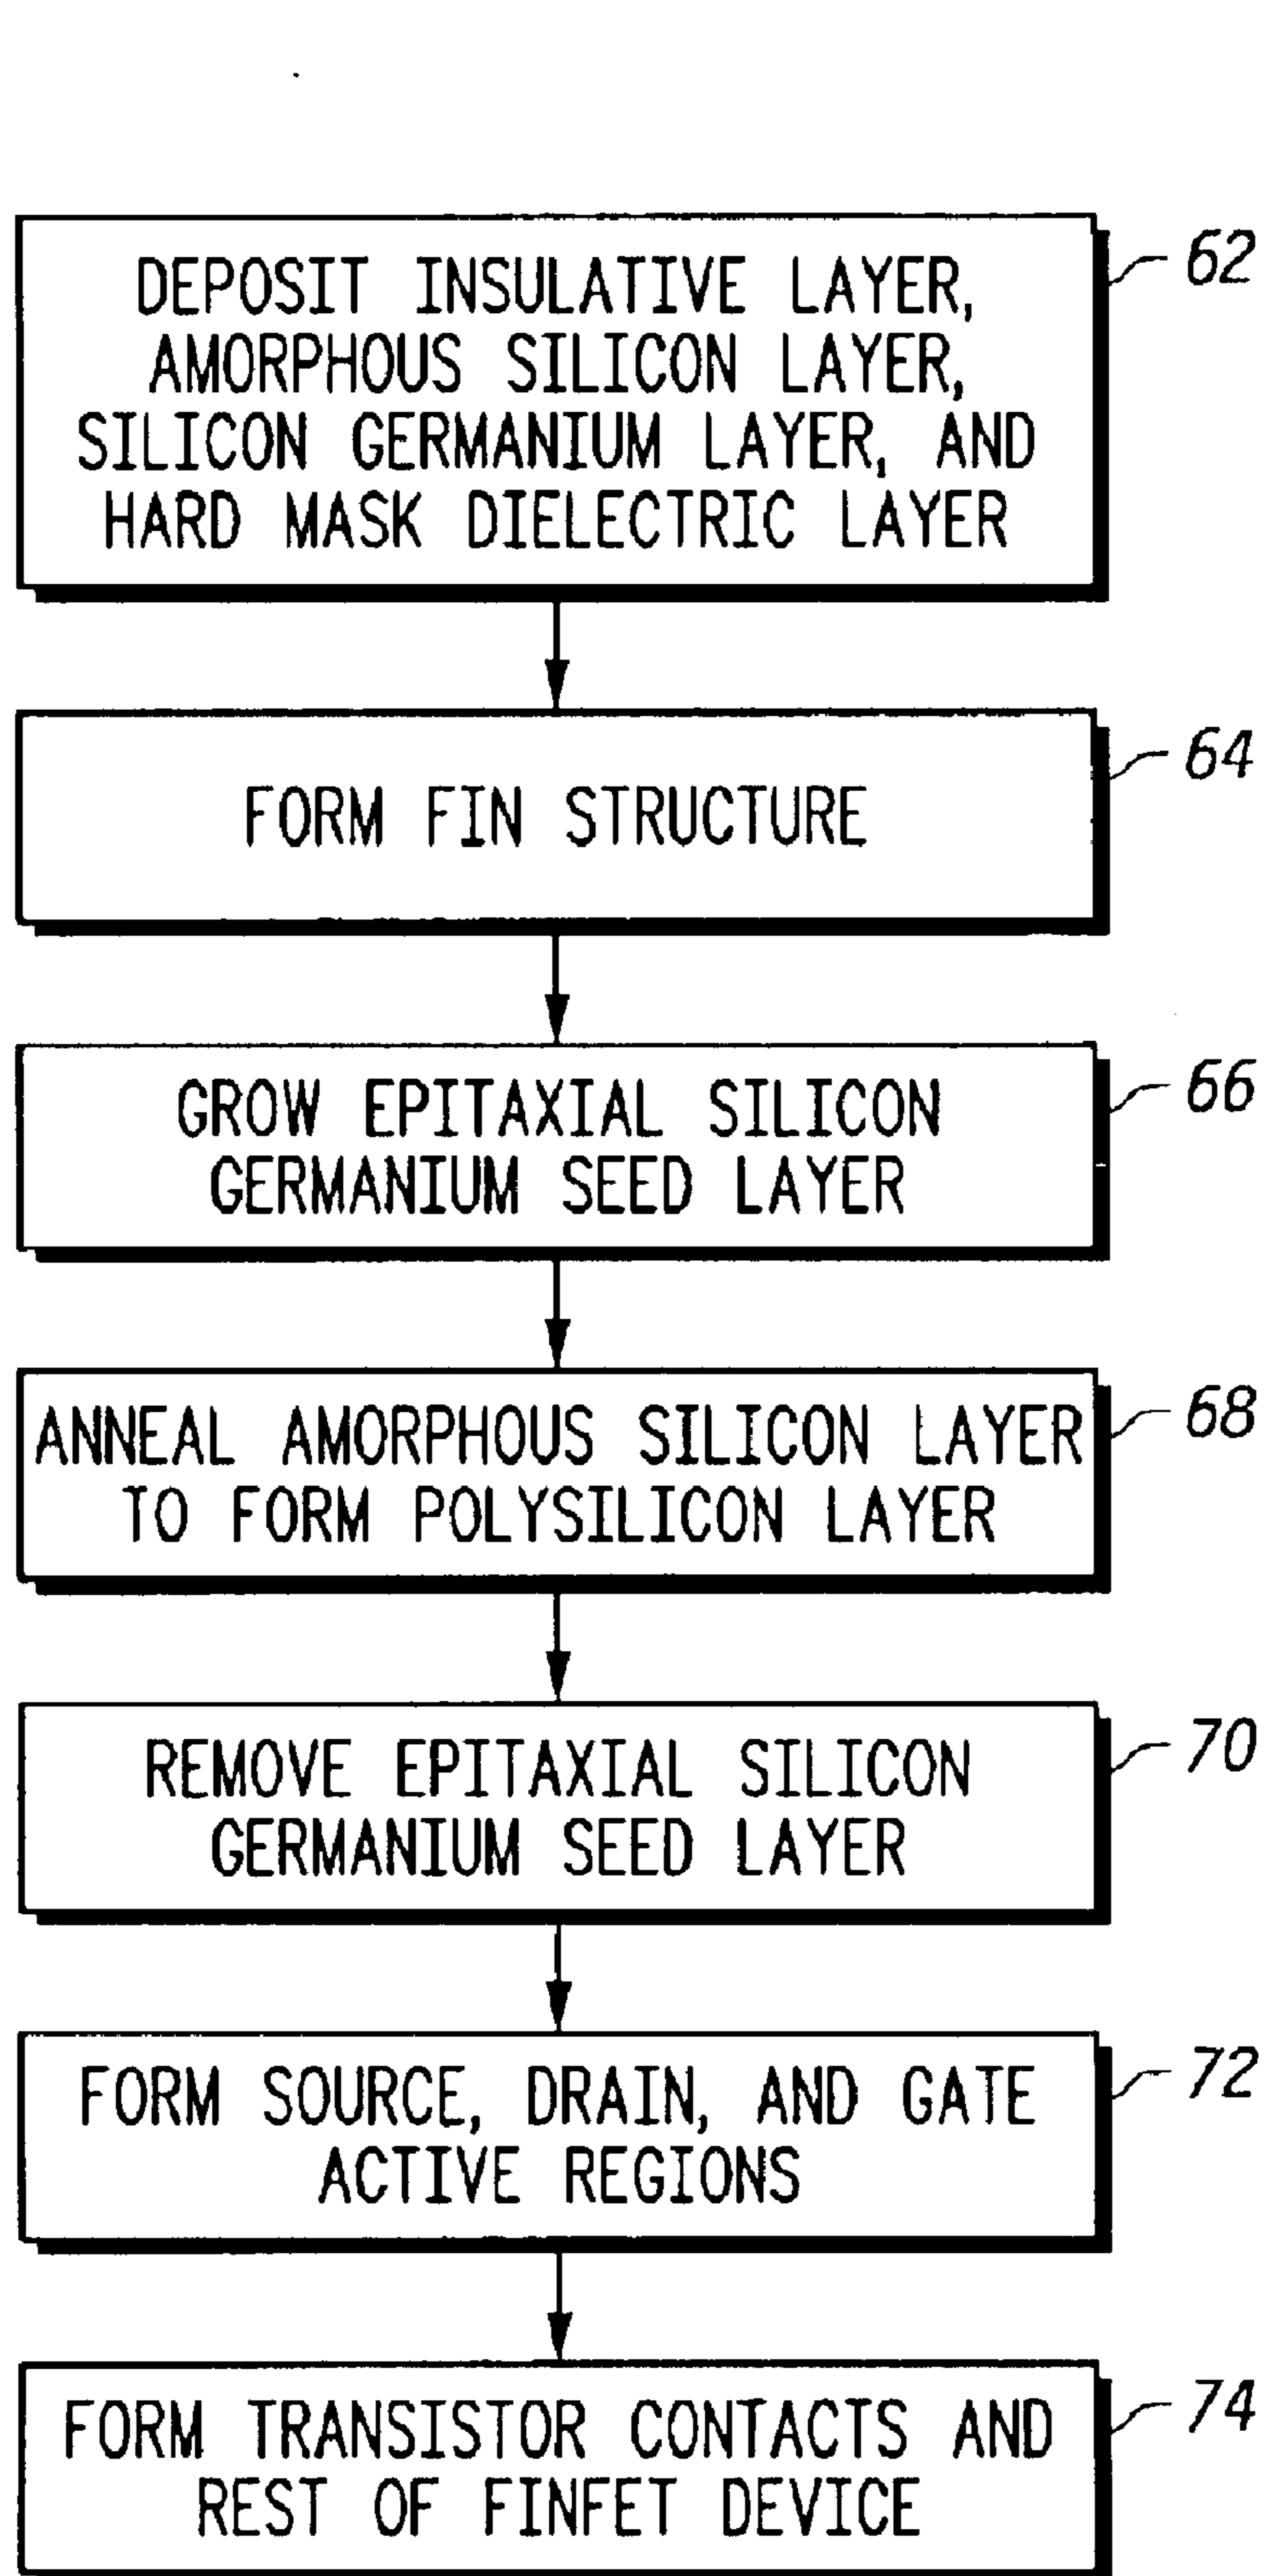 DEPOSIT INSULATIVE LAYER,
AMORPHOUS SILICON LAYER,
SILICON GERMANIUM LAYER, AND
HARD MASK DIELECTRIC LAYER
62
FORM FIN STRUCTURE
64
GROW EPITAXIAL SILICON
GERMANIUM SEED LAYER
66
ANNEAL AMORPHOUS SILICON LAYER
TO FORM POLYSILICON LAYER
68
REMOVE EPITAXIAL SILICON
GERMANIUM SEED LAYER
70
FORM SOURCE, DRAIN, AND GATE
ACTIVE REGIONS
72
FORM TRANSISTOR CONTACTS AND
REST OF FINFET DEVICE
74